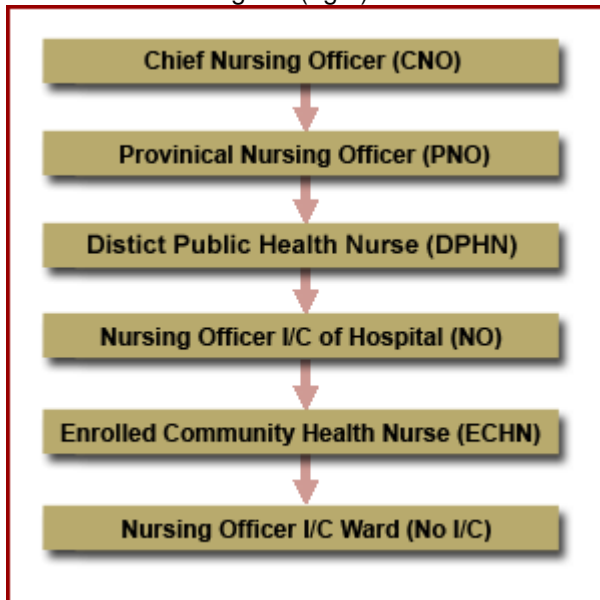 Chief Nursing Officer (CNO)
Provinical Nursing Officer (PNO)
Distict Public Health Nurse (DPHN)
Nursing Officer I/C of Hospital (NO)
Enrolled Community Health Nurse (ECHN)
Nursing Officer I/C Ward (No I/C)